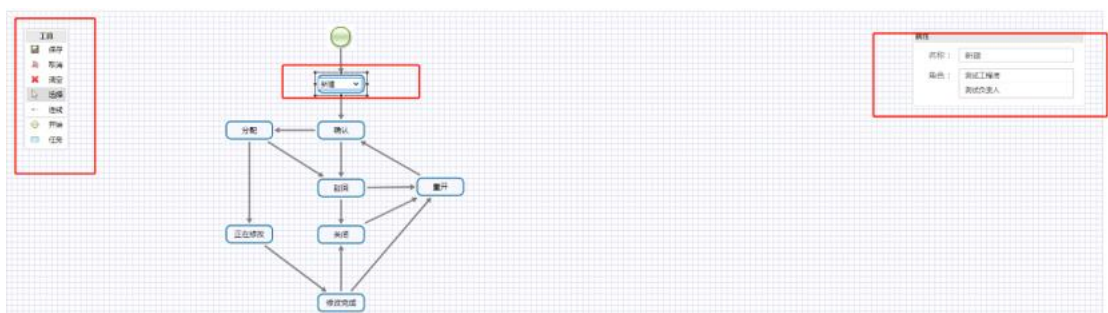 工具
保存
取消
清空
选择
连线
开始
任务
新建
分配
确认
驳回
重开
正在修改
关闭
修改完成
属性
名称： 新建
角色： 测试工程师
测试负责人